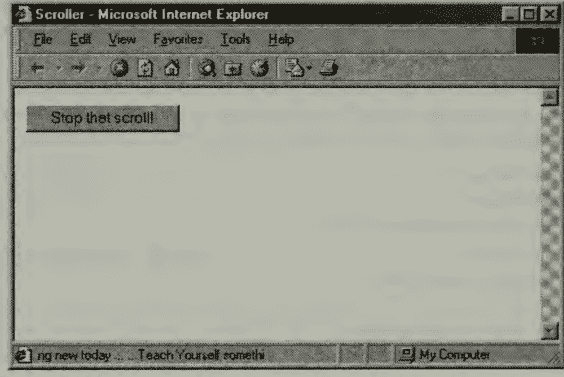 Scroller - Microsoft Internet Explorer
File Edit View Favorites Tools Help
Stop that scroll!
ng new today ... ... Teach Yourself somethi
My Computer